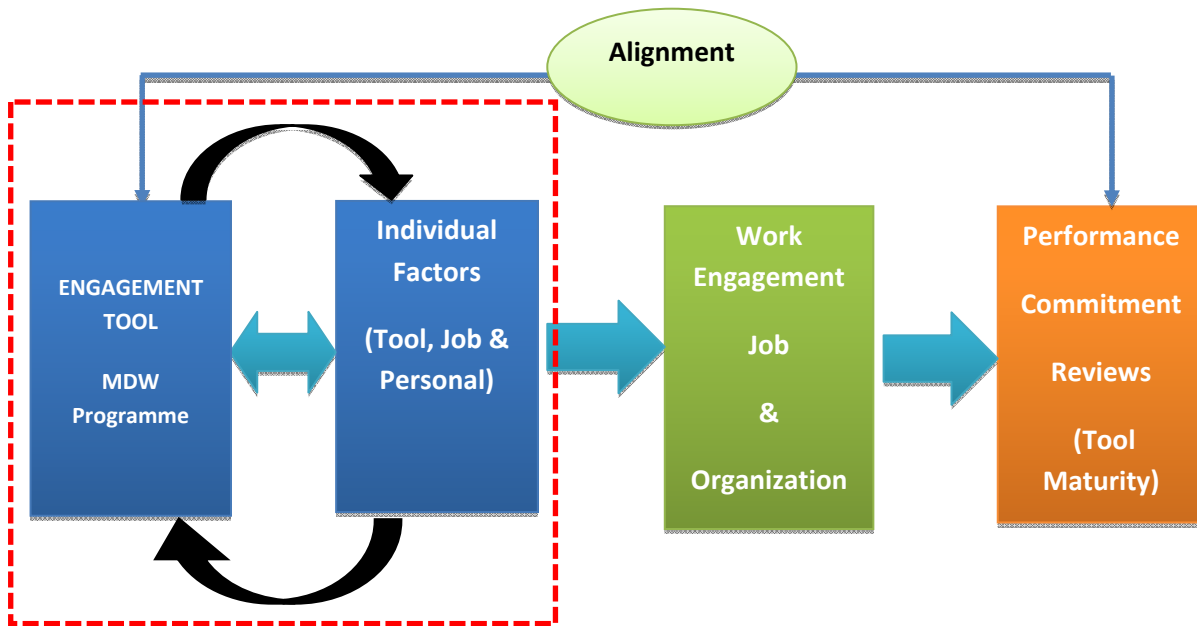 Alignment
ENGAGEMENT
TOOL
MDW
Programme
Individual
Factors
(Tool, Job &
Personal)
Work
Engagement
Job
&
Organization
Performance
Commitment
Reviews
(Tool
Maturity)